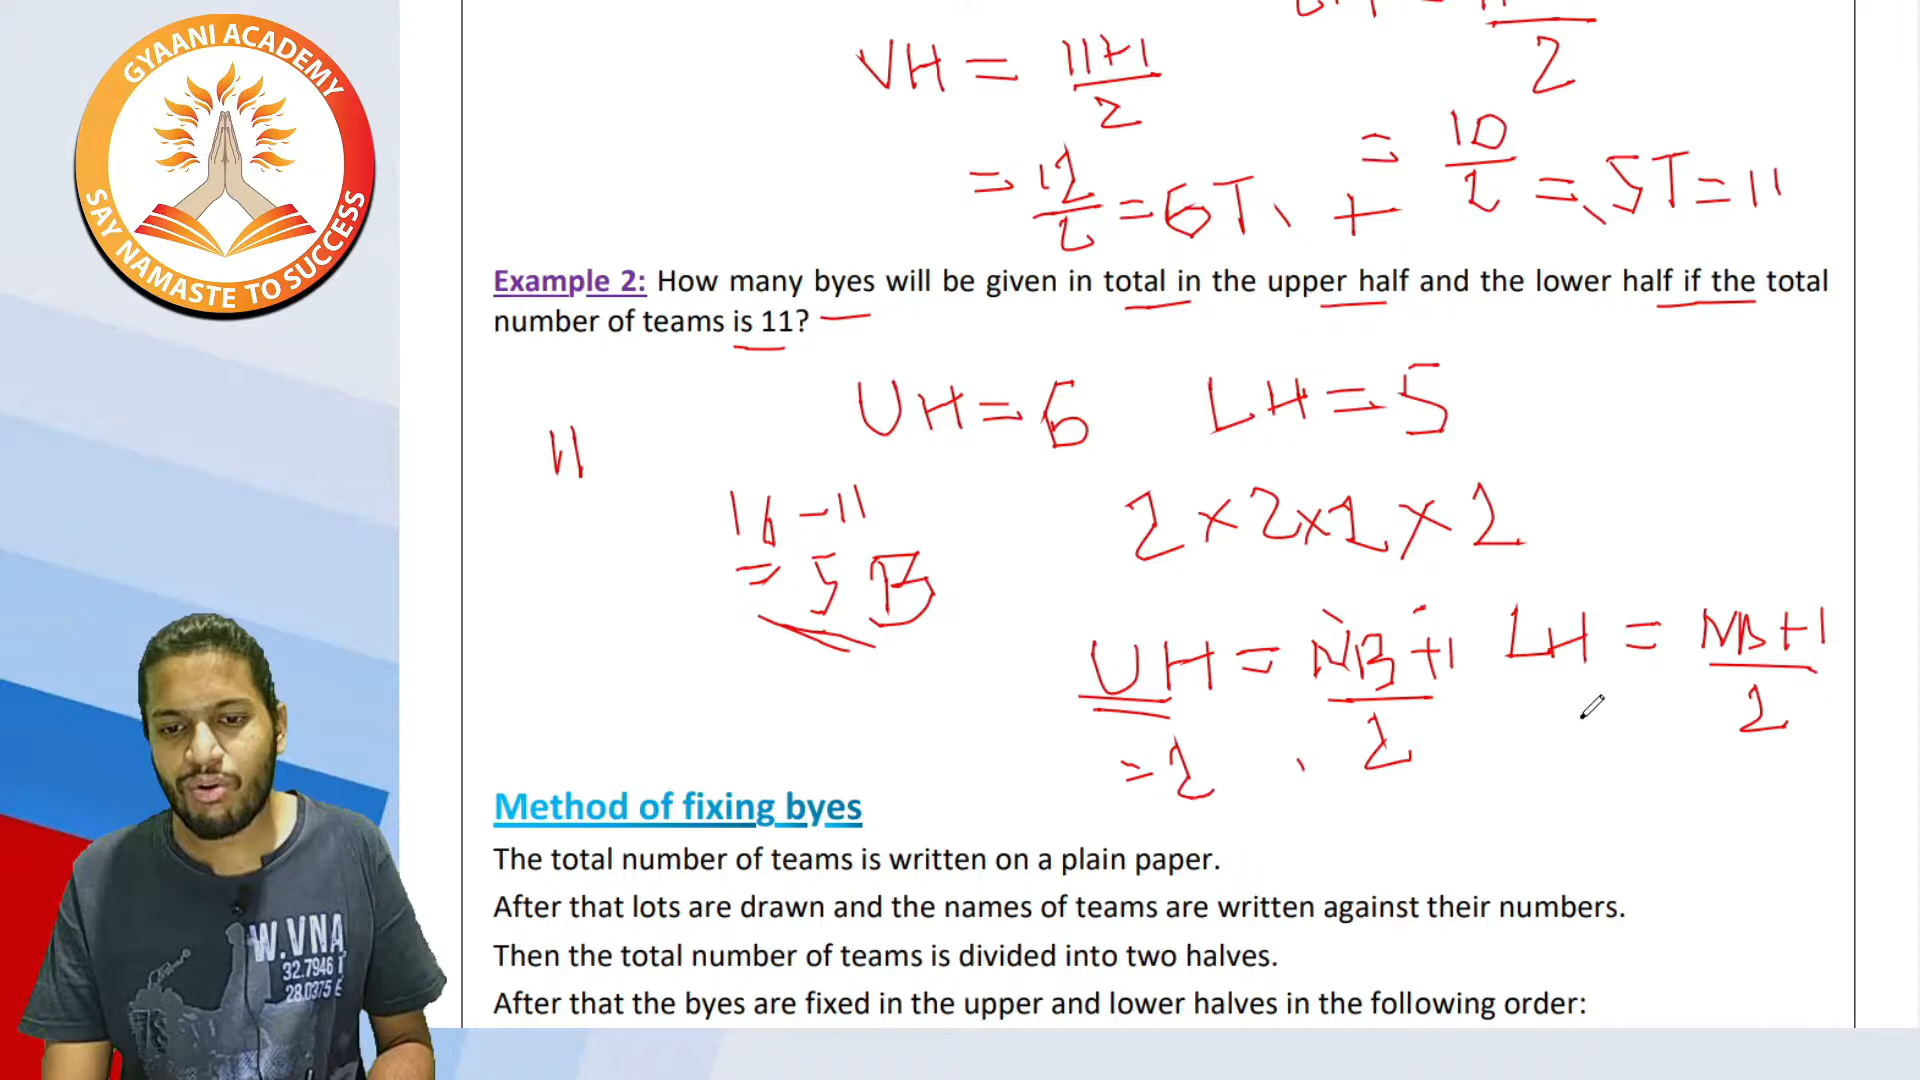 GYAANI ACADEMY
SAY NAMASTE TO SUCCESS
2
VH = 11+1
2
= 12 = 6T + = 10 = 5T = 11
2 2
Example 2: How many byes will be given in total in the upper half and the lower half if the total
number of teams is 11?
UH = 6 LH = 5
11
16 - 11
= 5 B
2 × 2 × 2 × 2
UH = NB + 1 LH = NB + 1
2 2
= 2
Method of fixing byes
The total number of teams is written on a plain paper.
After that lots are drawn and the names of teams are written against their numbers.
Then the total number of teams is divided into two halves.
After that the byes are fixed in the upper and lower halves in the following order:
W.VNA
32.7946
28.0375 E